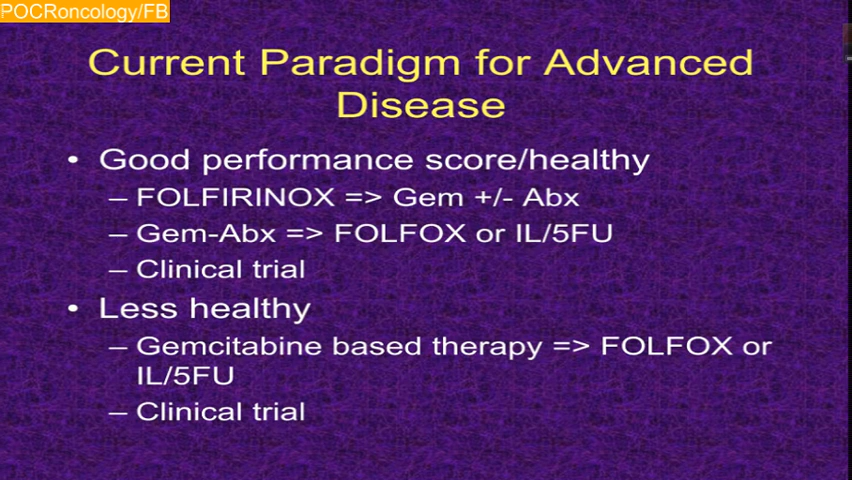 POCRoncology/FB
Current Paradigm for Advanced
Disease
• Good performance score/healthy
– FOLFIRINOX => Gem +/- Abx
– Gem-Abx => FOLFOX or IL/5FU
– Clinical trial
• Less healthy
– Gemcitabine based therapy => FOLFOX or
IL/5FU
– Clinical trial